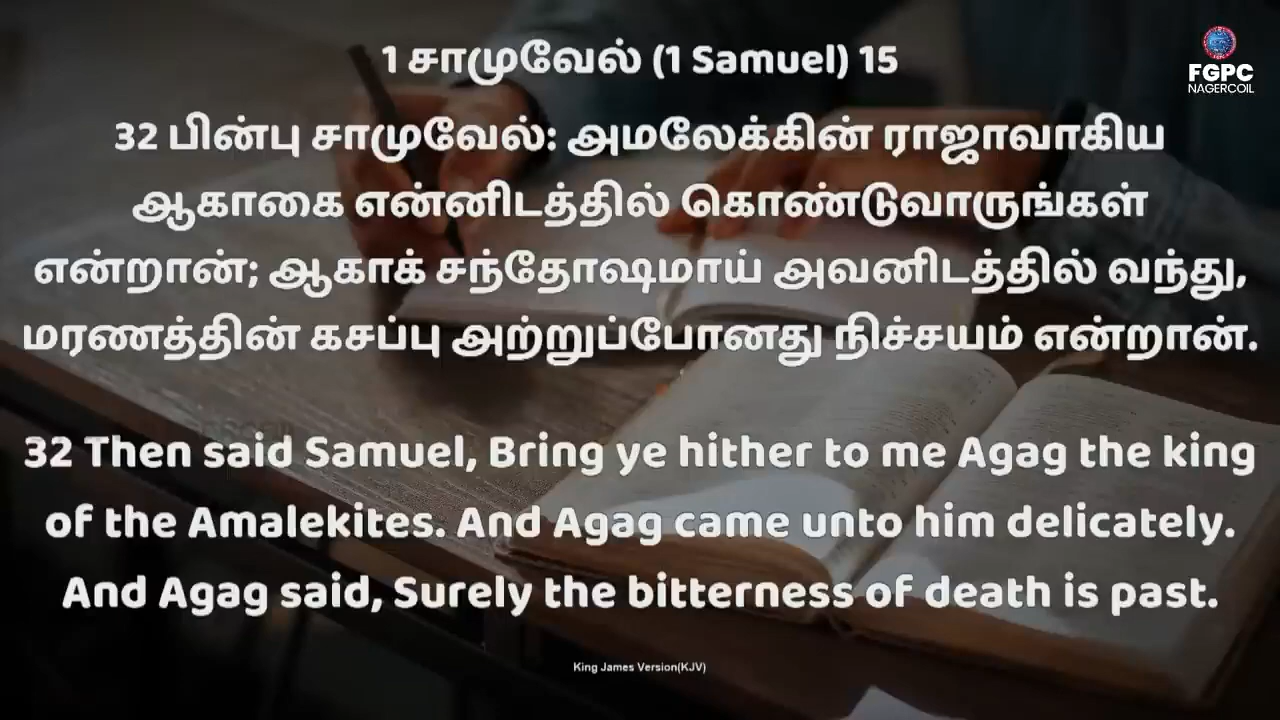 1 சாமுவேல் (1 Samuel) 15
FGPC
NAGERCOIL
32 பின்பு சாமுவேல்: அமலேக்கின் ராஜாவாகிய
ஆகாகை என்னிடத்தில் கொண்டுவாருங்கள்
என்றான்; ஆகாக் சந்தோஷமாய் அவனிடத்தில் வந்து,
மரணத்தின் கசப்பு அற்றுப்போனது நிச்சயம் என்றான்.
32 Then said Samuel, Bring ye hither to me Agag the king
of the Amalekites. And Agag came unto him delicately.
And Agag said, Surely the bitterness of death is past.
King James Version(KJV)